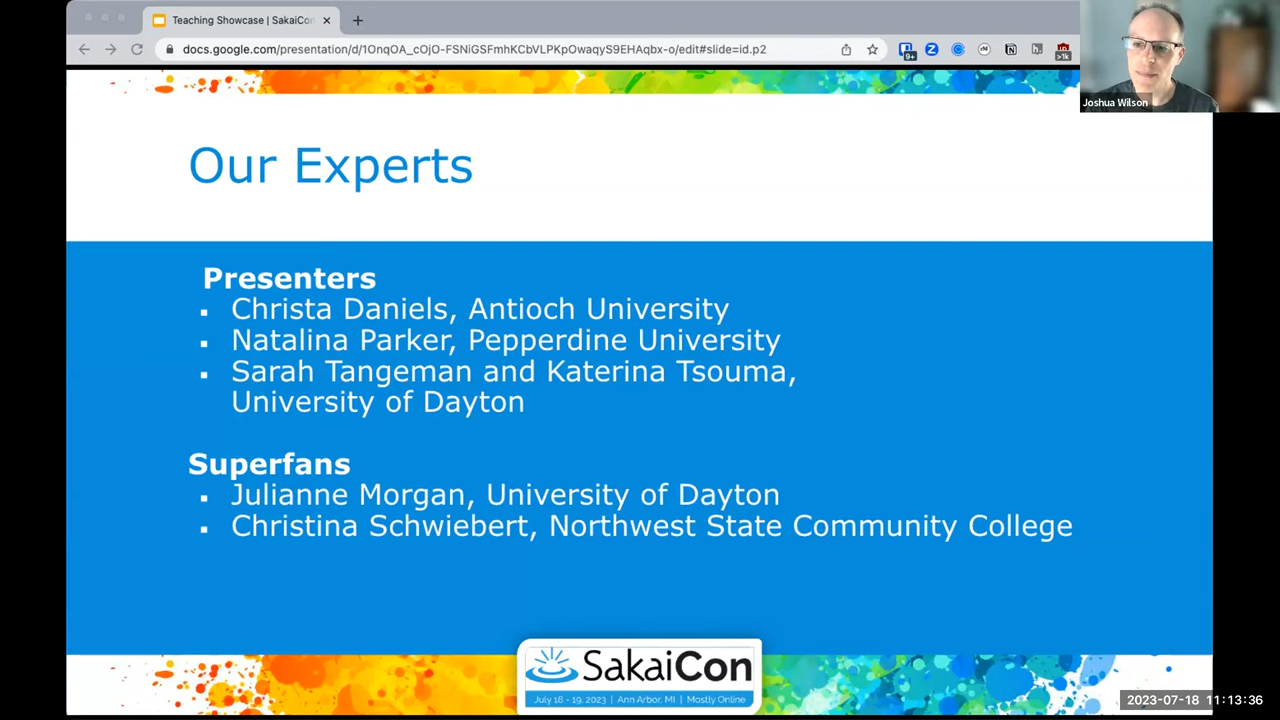 Teaching Showcase | SakaiCon
docs.google.com/presentation/d/1OnqOA_cOjO-FSNiGSFmhKCbVLPKpOwaqyS9EHAqbx-o/edit#slide=id.p2
9+
>1k
Joshua Wilson
Our Experts
Presenters
▪ Christa Daniels, Antioch University
▪ Natalina Parker, Pepperdine University
▪ Sarah Tangeman and Katerina Tsouma,
University of Dayton
Superfans
▪ Julianne Morgan, University of Dayton
▪ Christina Schwiebert, Northwest State Community College
SakaiCon
July 18 - 19, 2023 | Ann Arbor, MI | Mostly Online
2023-07-18 11:13:36